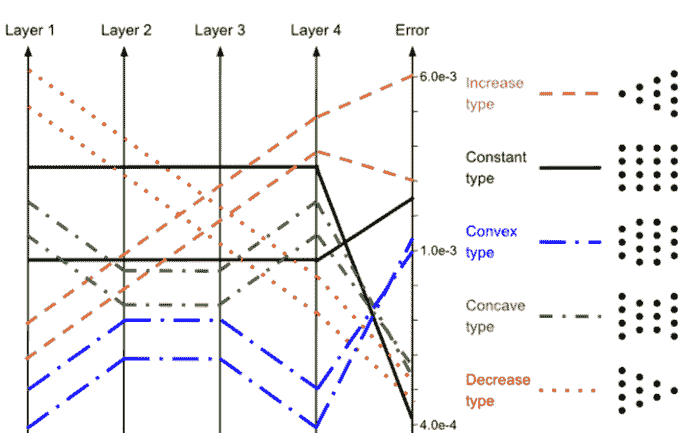 Layer 1 Layer 2 Layer 3 Layer 4 Error
6.0e-3
Increase
type
Constant
type
Convex
type
1.0e-3
Concave
type
Decrease
type
4.0e-4